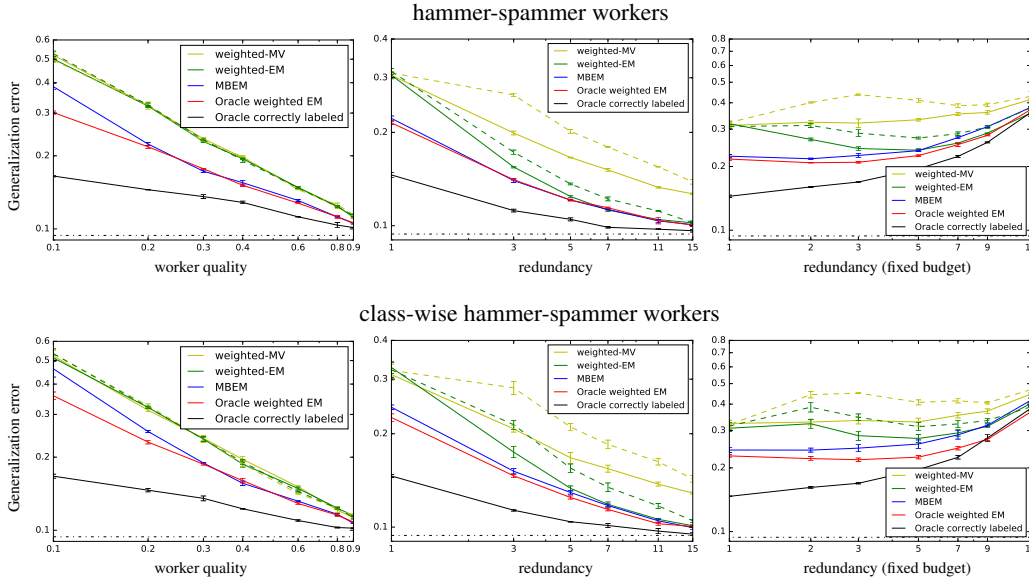 hammer-spammer workers
Generalization error
0.6
0.5
0.4
0.3
0.2
0.1
weighted-MV
weighted-EM
MBEM
Oracle weighted EM
Oracle correctly labeled
0.1 0.2 0.3 0.4 0.6 0.8 0.9
worker quality
0.4
0.3
0.2
0.1
weighted-MV
weighted-EM
MBEM
Oracle weighted EM
Oracle correctly labeled
1 3 5 7 11 15
redundancy
0.8
0.6
0.5
0.4
0.3
0.2
0.1
weighted-MV
weighted-EM
MBEM
Oracle weighted EM
Oracle correctly labeled
1 2 3 5 7 9 1
redundancy (fixed budget)
class-wise hammer-spammer workers
Generalization error
0.6
0.5
0.4
0.3
0.2
0.1
weighted-MV
weighted-EM
MBEM
Oracle weighted EM
Oracle correctly labeled
0.1 0.2 0.3 0.4 0.6 0.8 0.9
worker quality
0.4
0.3
0.2
0.1
weighted-MV
weighted-EM
MBEM
Oracle weighted EM
Oracle correctly labeled
1 3 5 7 11 15
redundancy
0.8
0.6
0.5
0.4
0.3
0.2
0.1
weighted-MV
weighted-EM
MBEM
Oracle weighted EM
Oracle correctly labeled
1 2 3 5 7 9 1
redundancy (fixed budget)